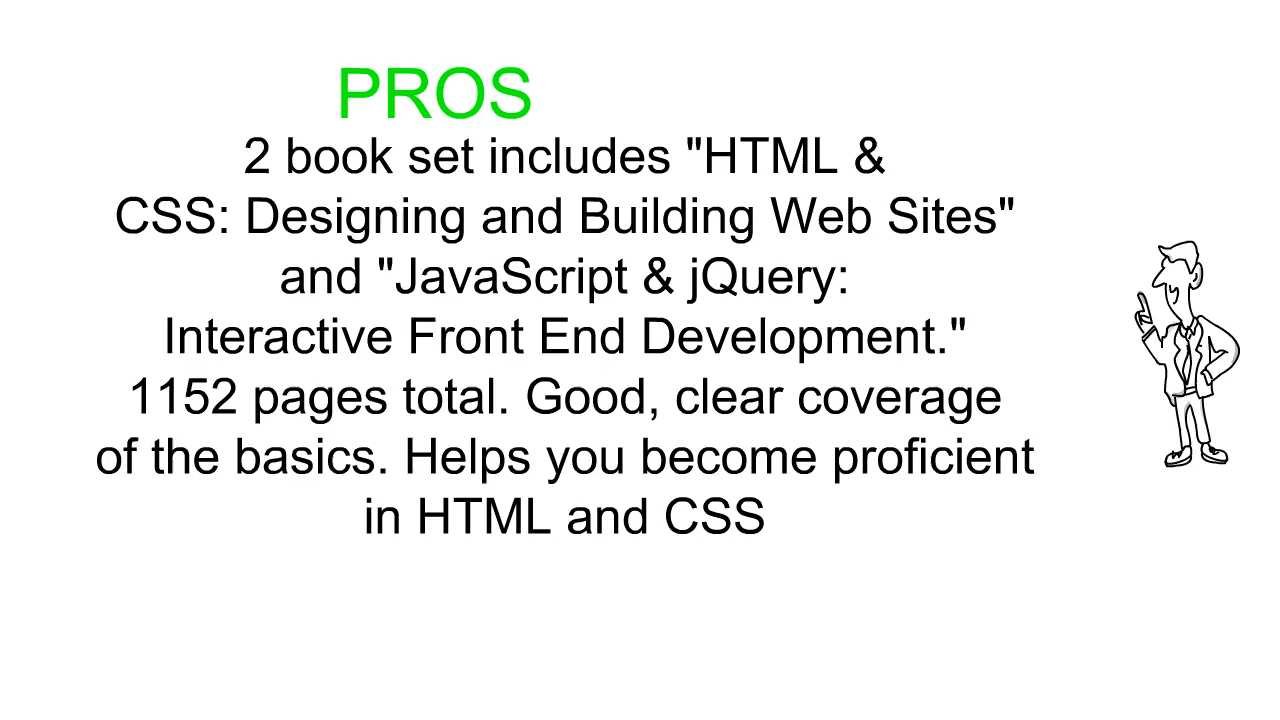 PROS
2 book set includes "HTML &
CSS: Designing and Building Web Sites"
and "JavaScript & jQuery:
Interactive Front End Development."
1152 pages total. Good, clear coverage
of the basics. Helps you become proficient
in HTML and CSS